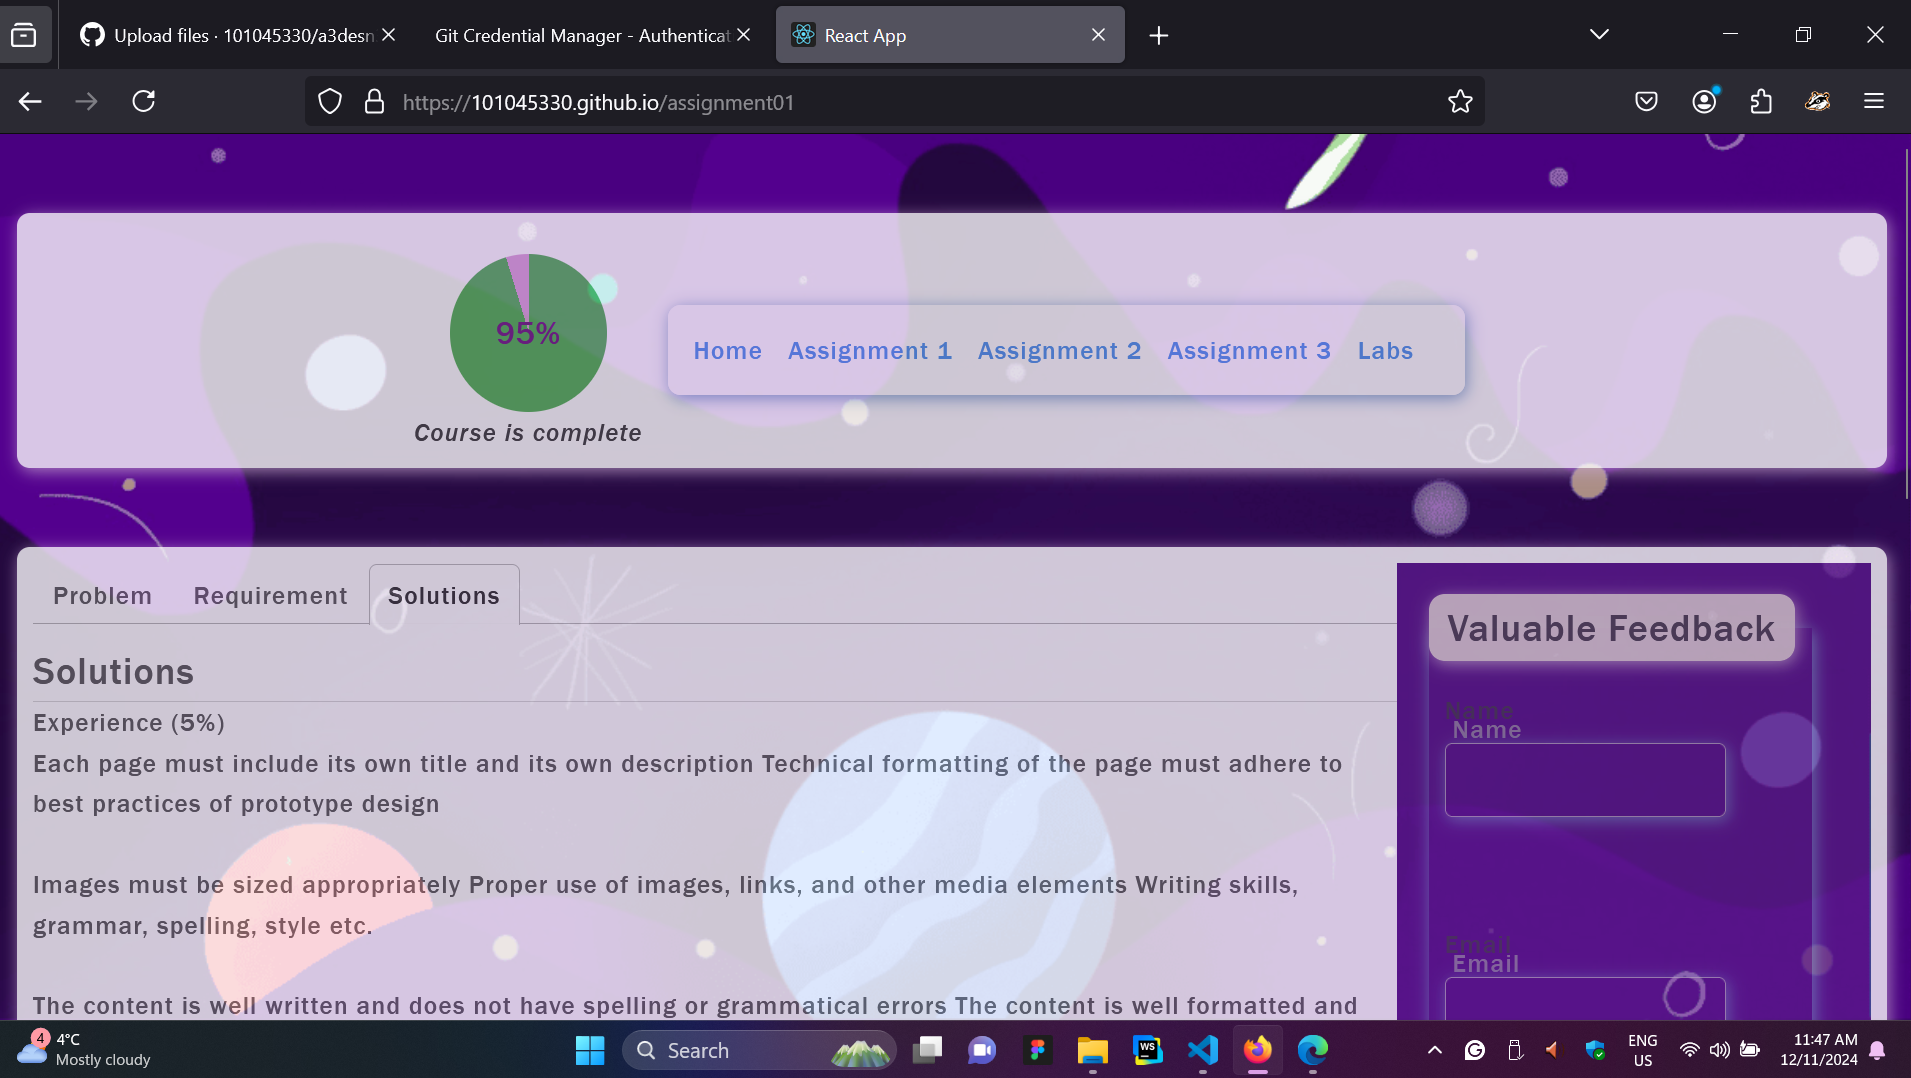 Upload files · 101045330/a3desn
Git Credential Manager - Authenticat
React App
https://101045330.github.io/assignment01
95%
Course is complete
Home Assignment 1 Assignment 2 Assignment 3 Labs
Problem Requirement Solutions
Solutions
Experience (5%)
Each page must include its own title and its own description Technical formatting of the page must adhere to
best practices of prototype design
Images must be sized appropriately Proper use of images, links, and other media elements Writing skills,
grammar, spelling, style etc.
The content is well written and does not have spelling or grammatical errors The content is well formatted and
Valuable Feedback
Name
Name
Email
Email
4
4°C
Mostly cloudy
Search
WS
ENG
US
11:47 AM
12/11/2024